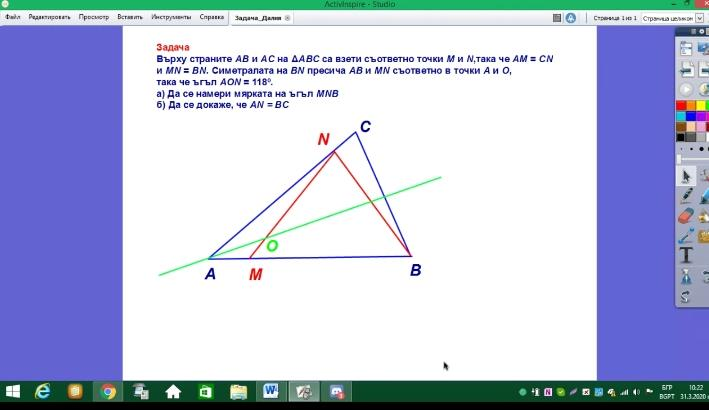 ActivInspire - Studio
Файл Редактиране Просмотр Вставить Инструменты Справка Задача_Далия Страница 1 из 1 Страница целиком
Задача
Върху страните AB и AC на ΔABC са взети съответно точки M и N,така че AM = CN
и MN = BN. Симетралата на BN пресича AB и MN съответно в точки A и O,
така че ъгъл AON = 118º.
а) Да се намери мярката на ъгъл MNB
б) Да се докаже, че AN = BC
C
N
O
A
M
B
T
БГР
10:22
BGPT
31.3.2020 г.